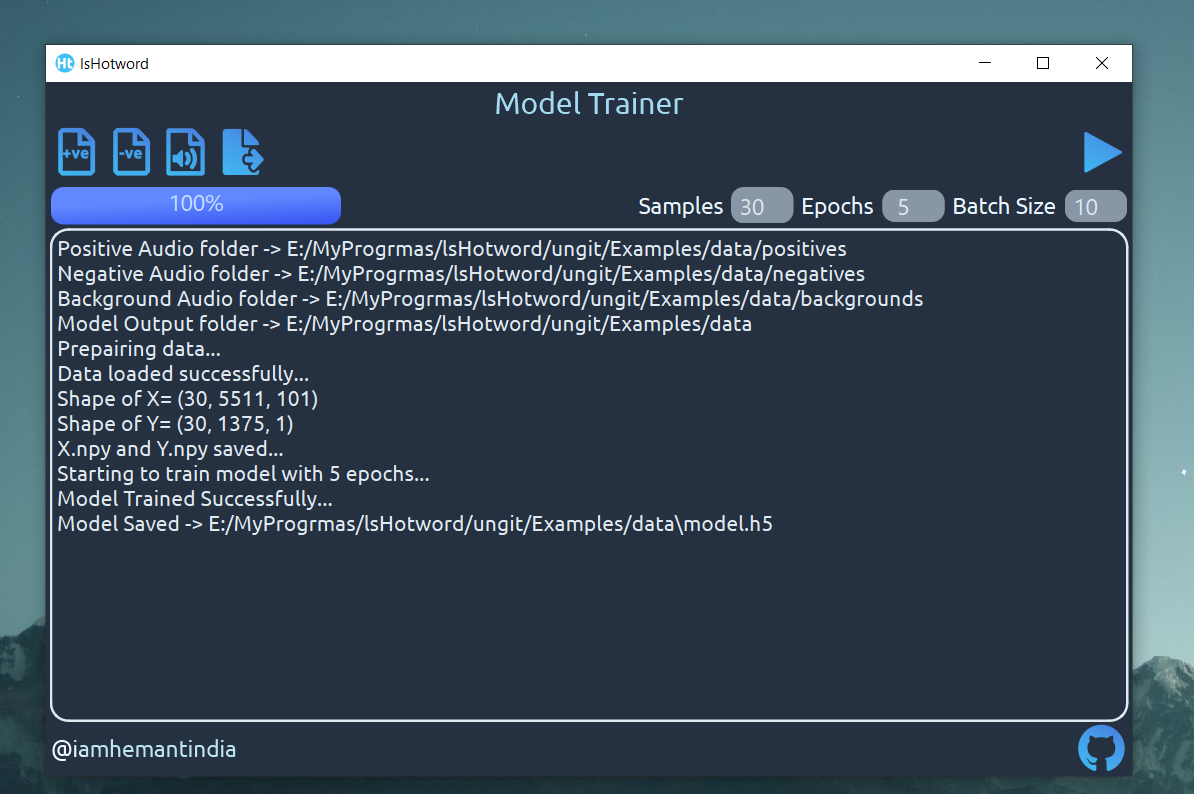 Ht lsHotword
Model Trainer
+ve -ve
100% Samples 30 Epochs 5 Batch Size 10
Positive Audio folder -> E:/MyProgrmas/lsHotword/ungit/Examples/data/positives
Negative Audio folder -> E:/MyProgrmas/lsHotword/ungit/Examples/data/negatives
Background Audio folder -> E:/MyProgrmas/lsHotword/ungit/Examples/data/backgrounds
Model Output folder -> E:/MyProgrmas/lsHotword/ungit/Examples/data
Prepairing data...
Data loaded successfully...
Shape of X= (30, 5511, 101)
Shape of Y= (30, 1375, 1)
X.npy and Y.npy saved...
Starting to train model with 5 epochs...
Model Trained Successfully...
Model Saved -> E:/MyProgrmas/lsHotword/ungit/Examples/data\model.h5
@iamhemantindia